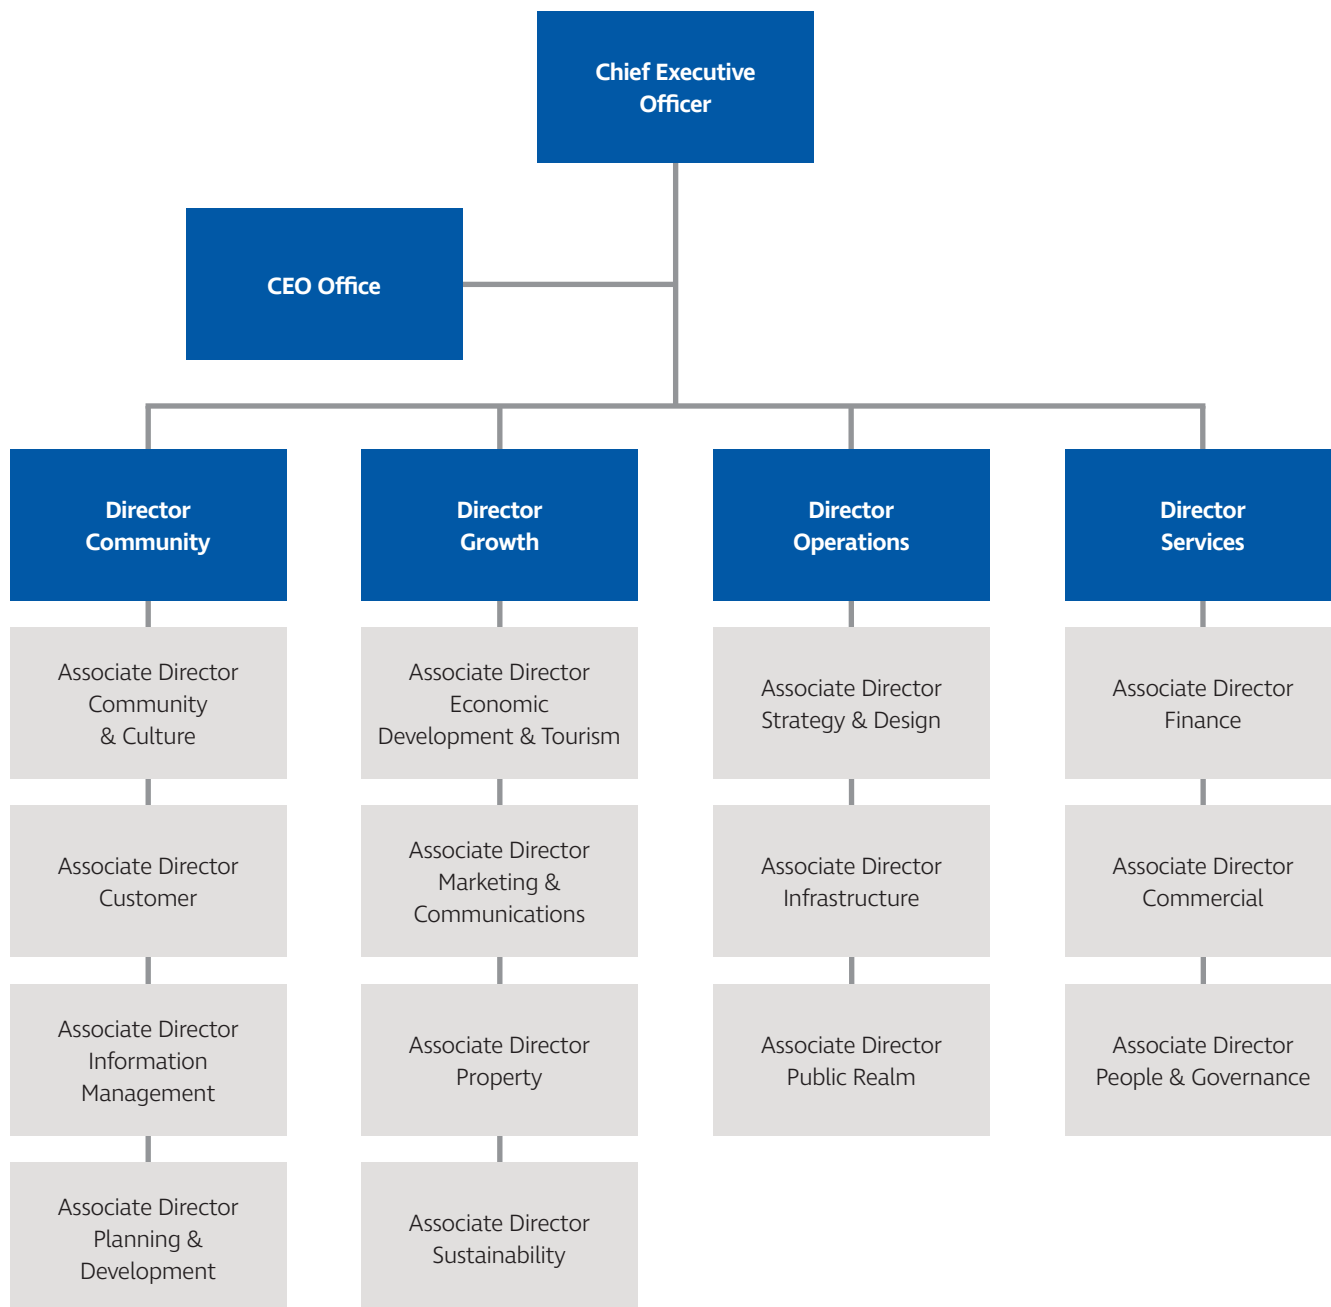 Chief Executive
Officer
CEO Office
Director
Community
Director
Growth
Director
Operations
Director
Services
Associate Director
Community
& Culture
Associate Director
Economic
Development & Tourism
Associate Director
Strategy & Design
Associate Director
Finance
Associate Director
Customer
Associate Director
Marketing &
Communications
Associate Director
Infrastructure
Associate Director
Commercial
Associate Director
Information
Management
Associate Director
Property
Associate Director
Public Realm
Associate Director
People & Governance
Associate Director
Planning &
Development
Associate Director
Sustainability